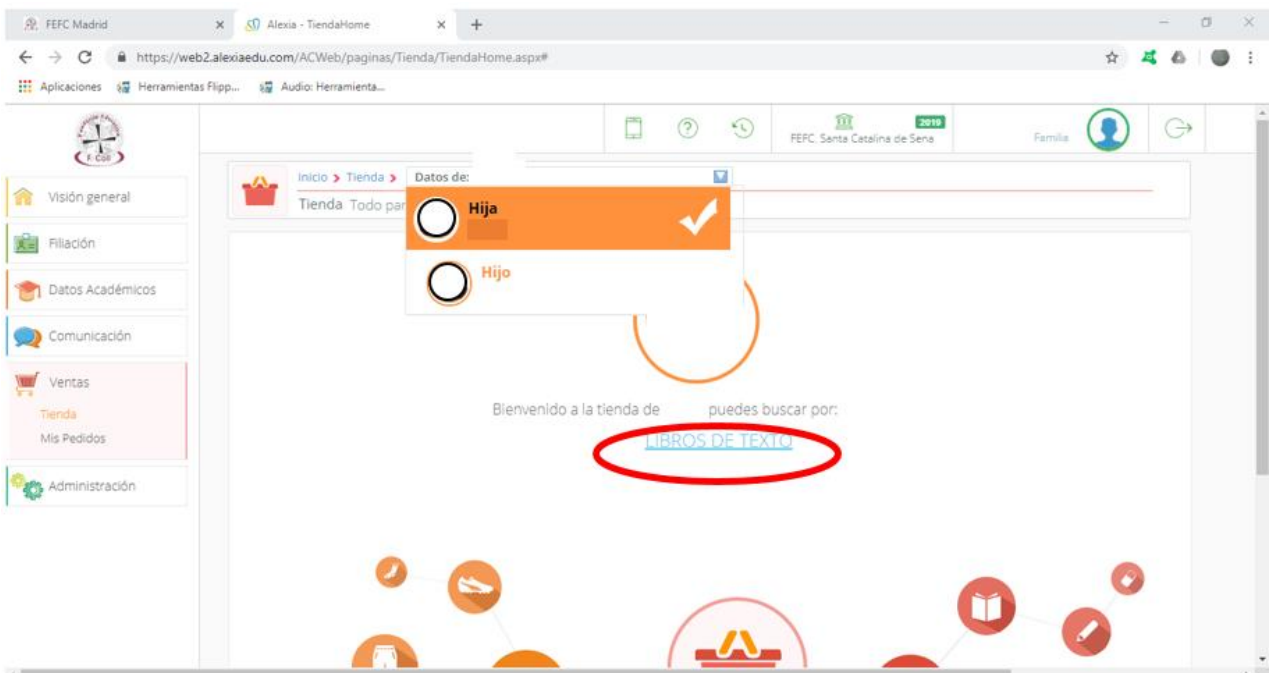 FEFC Madrid
Alexia - TiendaHome
https://web2.alexiaedu.com/ACWeb/paginas/Tienda/TiendaHome.aspx#
Aplicaciones Herramientas Flipp... Audio: Herramienta...
F. Coll
2019
FEFC. Santa Catalina de Sena
Familia
Inicio > Tienda > Datos de:
Tienda Todo par
Hija
Hijo
Visión general
Filiación
Datos Académicos
Comunicación
Ventas
Tienda
Mis Pedidos
Administración
Bienvenido a la tienda de puedes buscar por:
LIBROS DE TEXTO